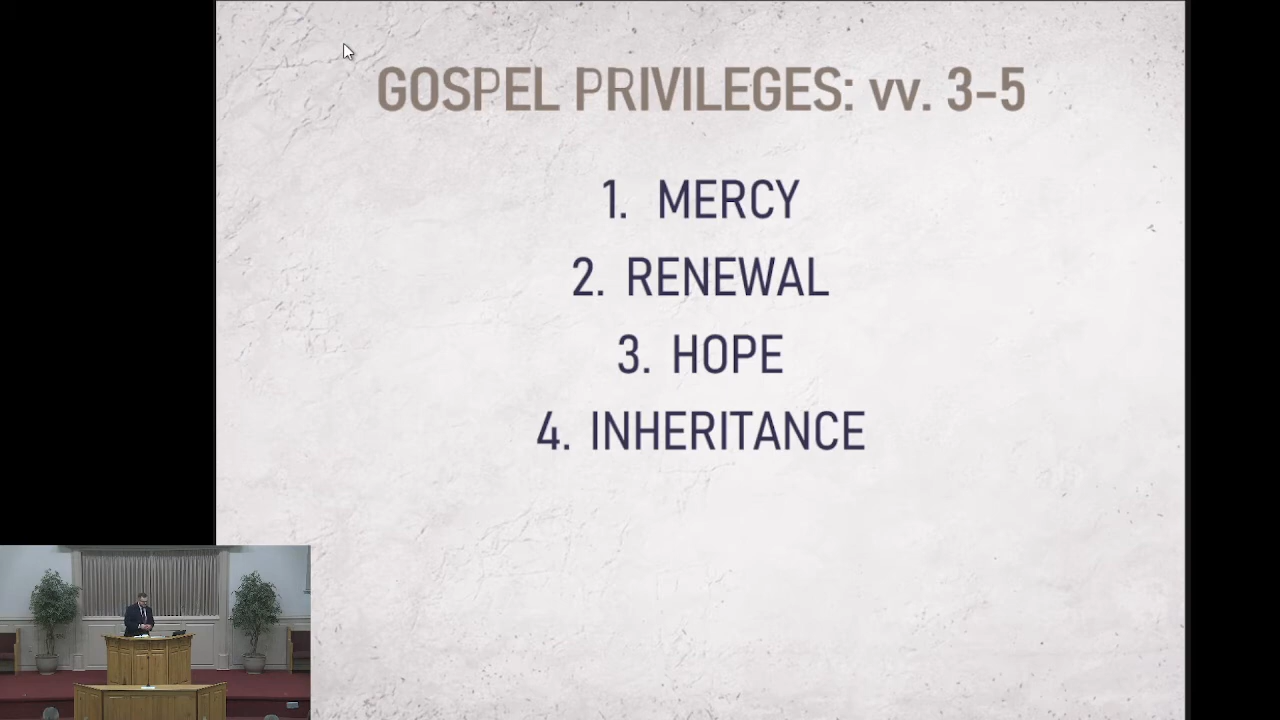 GOSPEL PRIVILEGES: vv. 3-5
1. MERCY
2. RENEWAL
3. HOPE
4. INHERITANCE